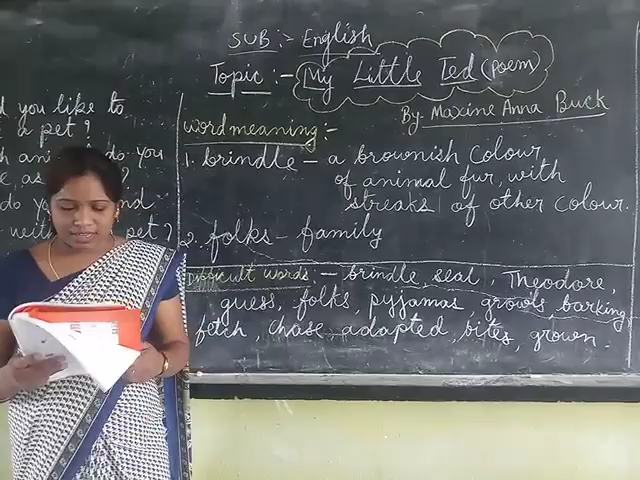 SUB:- English
Topic:- My Little Ted (Poem)
By- Maxine Anna Buck
d you like to
a pet?
do you
pet?
word meaning:-
1. brindle - a brownish colour
of animal fur, with
streaks of other colour.
2. folks - family
Difficult words:- brindle seal, Theodore,
guess, folks, pyjamas, growls, barking
fetch, chase, adapted, bites, grown.